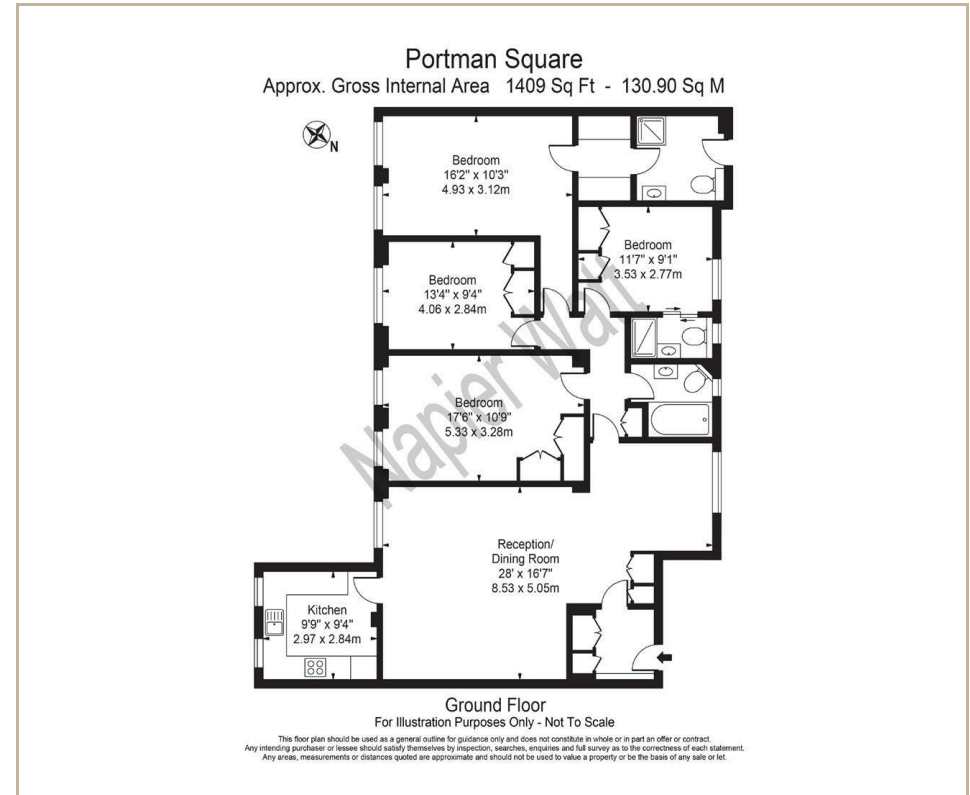 Portman Square
Approx. Gross Internal Area 1409 Sq Ft - 130.90 Sq M
N
Bedroom
16'2" x 10'3"
4.93 x 3.12m
Bedroom
11'7" x 9'1"
3.53 x 2.77m
Bedroom
13'4" x 9'4"
4.06 x 2.84m
Bedroom
17'6" x 10'9"
5.33 x 3.28m
Napier Watt
Reception/
Dining Room
28' x 16'7"
8.53 x 5.05m
Kitchen
9'9" x 9'4"
2.97 x 2.84m
Ground Floor
For Illustration Purposes Only - Not To Scale
This floor plan should be used as a general outline for guidance only and does not constitute in whole or in part an offer or contract.
Any intending purchaser or lessee should satisfy themselves by inspection, searches, enquiries and full survey as to the correctness of each statement.
Any areas, measurements or distances quoted are approximate and should not be used to value a property or be the basis of any sale or let.